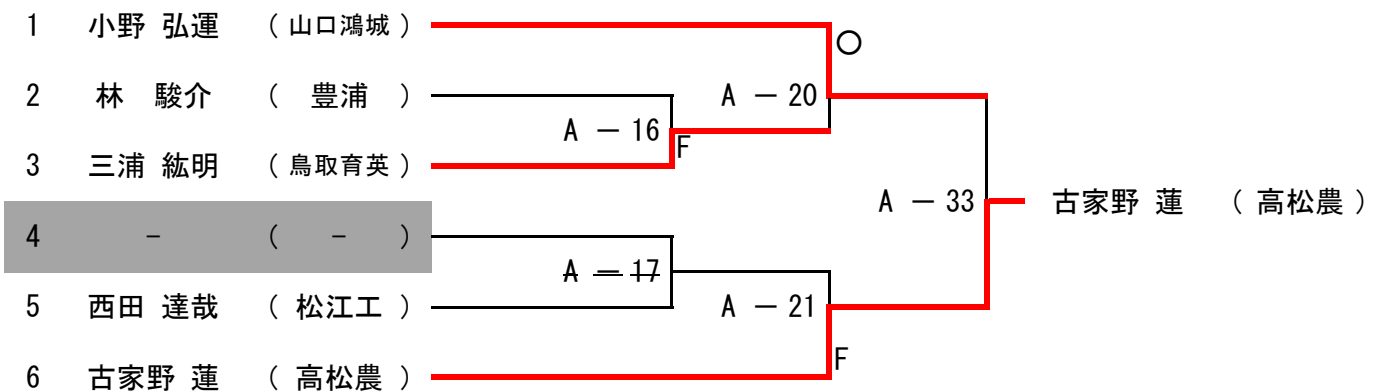 1 小野 弘運 ( 山口鴻城 )
○
2 林 駿介 ( 豊浦 )
A － 20
A － 16
F
3 三浦 紘明 ( 鳥取育英 )
A － 33
古家野 蓮 ( 高松農 )
4 － ( － )
A － 17
5 西田 達哉 ( 松江工 )
A － 21
F
6 古家野 蓮 ( 高松農 )